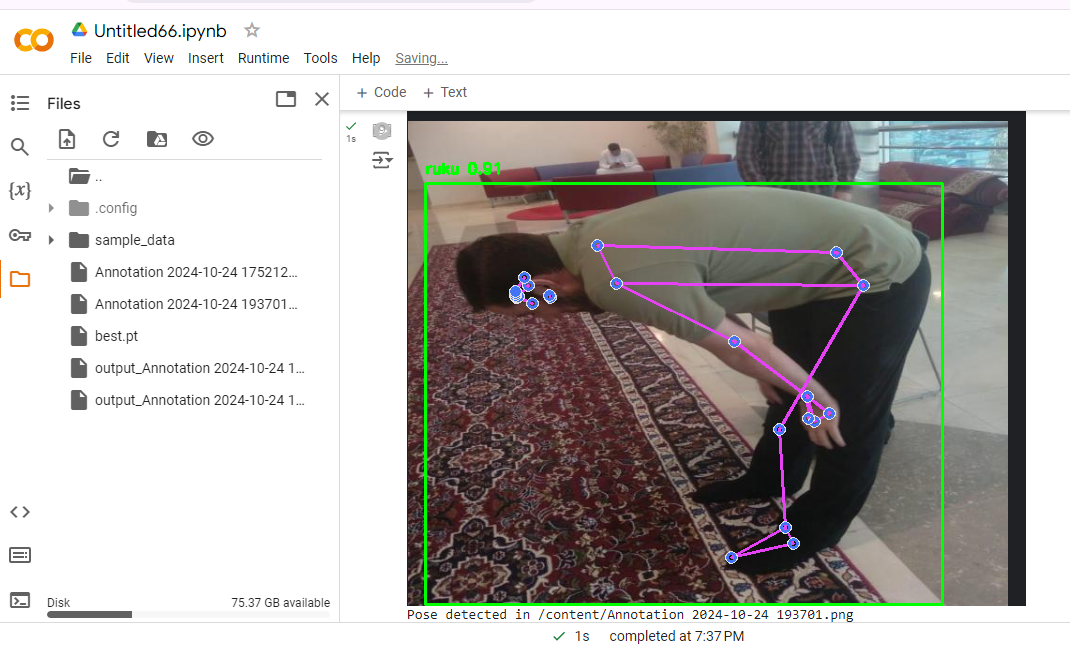 Untitled66.ipynb
File Edit View Insert Runtime Tools Help Saving...
Files
+ Code + Text
1s
{x}
..
.config
sample_data
Annotation 2024-10-24 175212...
Annotation 2024-10-24 193701...
best.pt
output_Annotation 2024-10-24 1...
output_Annotation 2024-10-24 1...
ruku 0.91
Disk 75.37 GB available
Pose detected in /content/Annotation 2024-10-24 193701.png
1s completed at 7:37 PM